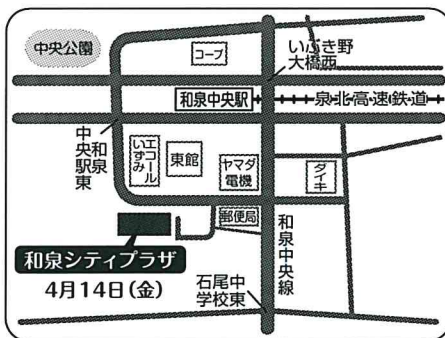 中央公園
コープ
いぶき野
大橋西
和泉中央駅
泉北高速鉄道
和泉
中央駅東
エコール
いずみ
東館
ヤマダ
電機
ダイキ
郵便局
和泉シティプラザ
4月14日(金)
和泉中央線
石尾中
学校東